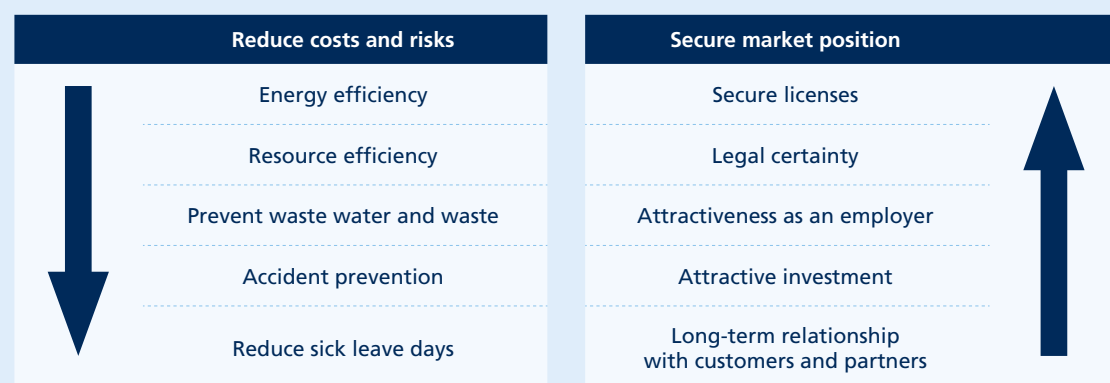 Reduce costs and risks
Energy efficiency
Resource efficiency
Prevent waste water and waste
Accident prevention
Reduce sick leave days
Secure market position
Secure licenses
Legal certainty
Attractiveness as an employer
Attractive investment
Long-term relationship
with customers and partners